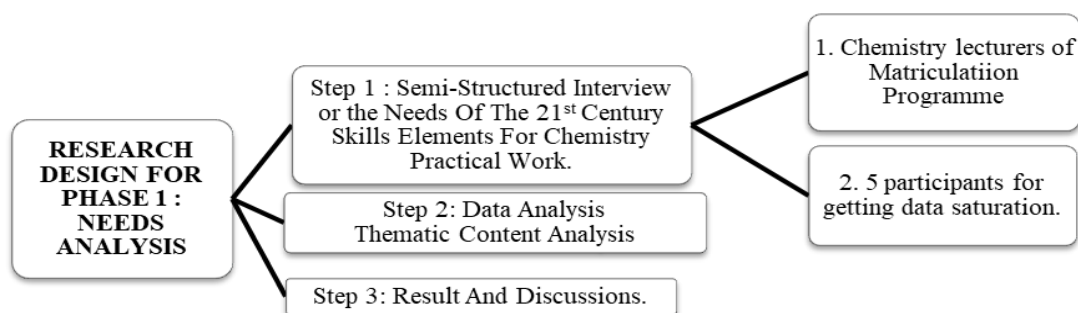 RESEARCH
DESIGN FOR
PHASE 1 :
NEEDS
ANALYSIS
Step 1 : Semi-Structured Interview
or the Needs Of The 21st Century
Skills Elements For Chemistry
Practical Work.
1. Chemistry lecturers of
Matriculatiion
Programme
2. 5 participants for
getting data saturation.
Step 2: Data Analysis
Thematic Content Analysis
Step 3: Result And Discussions.